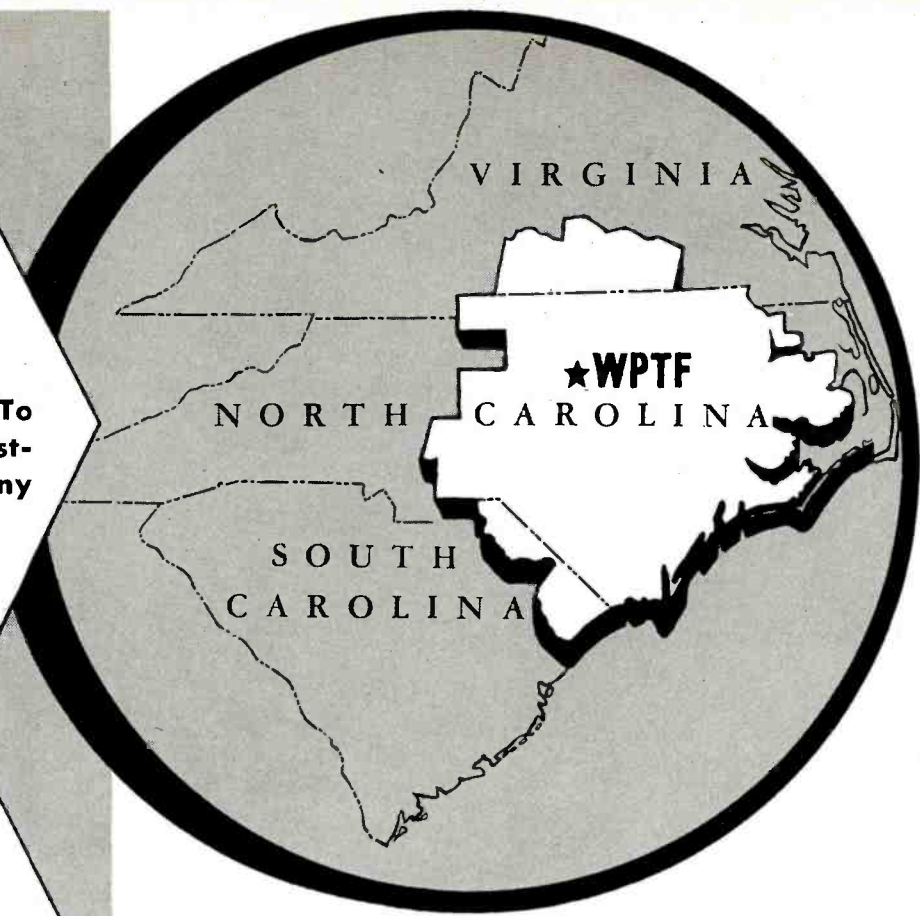 VIRGINIA
To
st-
ny
★WPTF
NORTH CAROLINA
SOUTH
CAROLINA